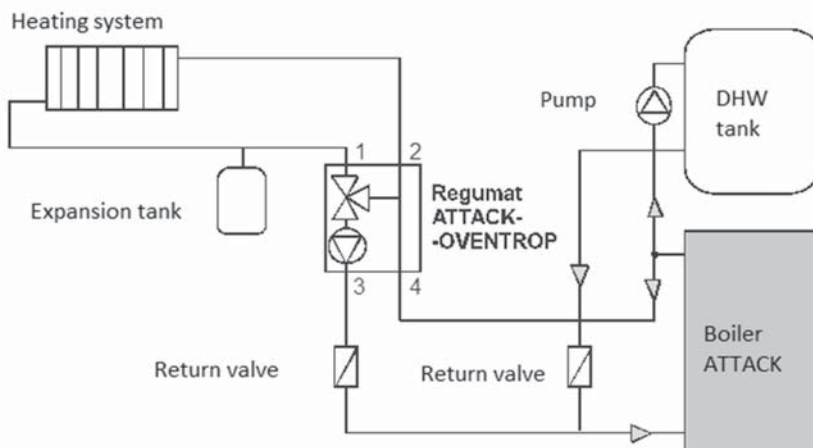 Heating system
Pump
DHW
tank
1
2
Expansion tank
Regumat
ATTACK-
-OVENTROP
3
4
Return valve
Return valve
Boiler
ATTACK